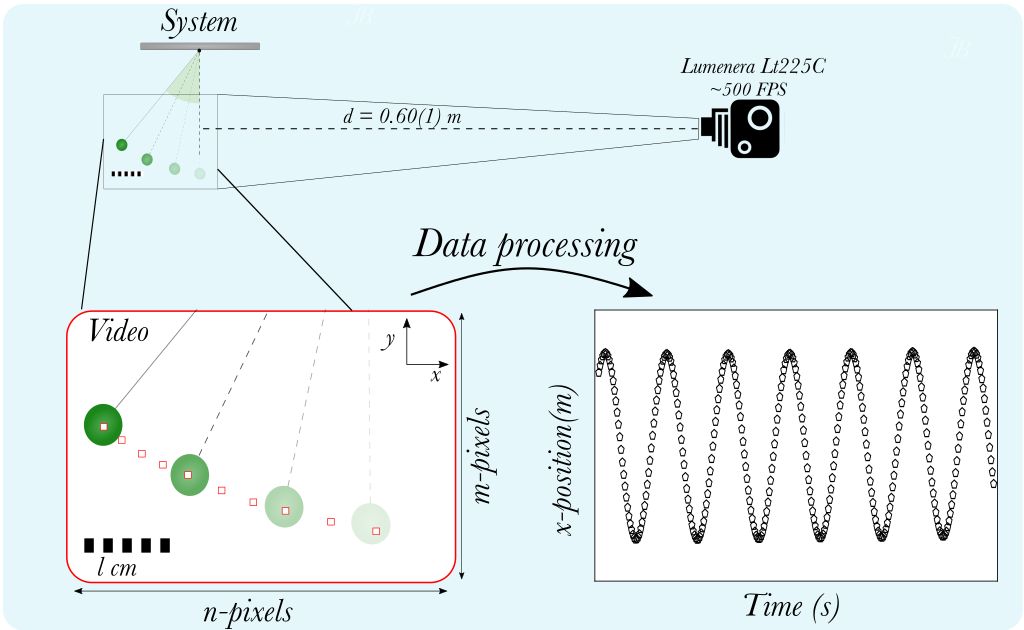 System
Lumenera Lt225C
~500 FPS
d = 0.60(1) m
Data processing
Video
y
x
l cm
m-pixels
n-pixels
x-position(m)
Time (s)